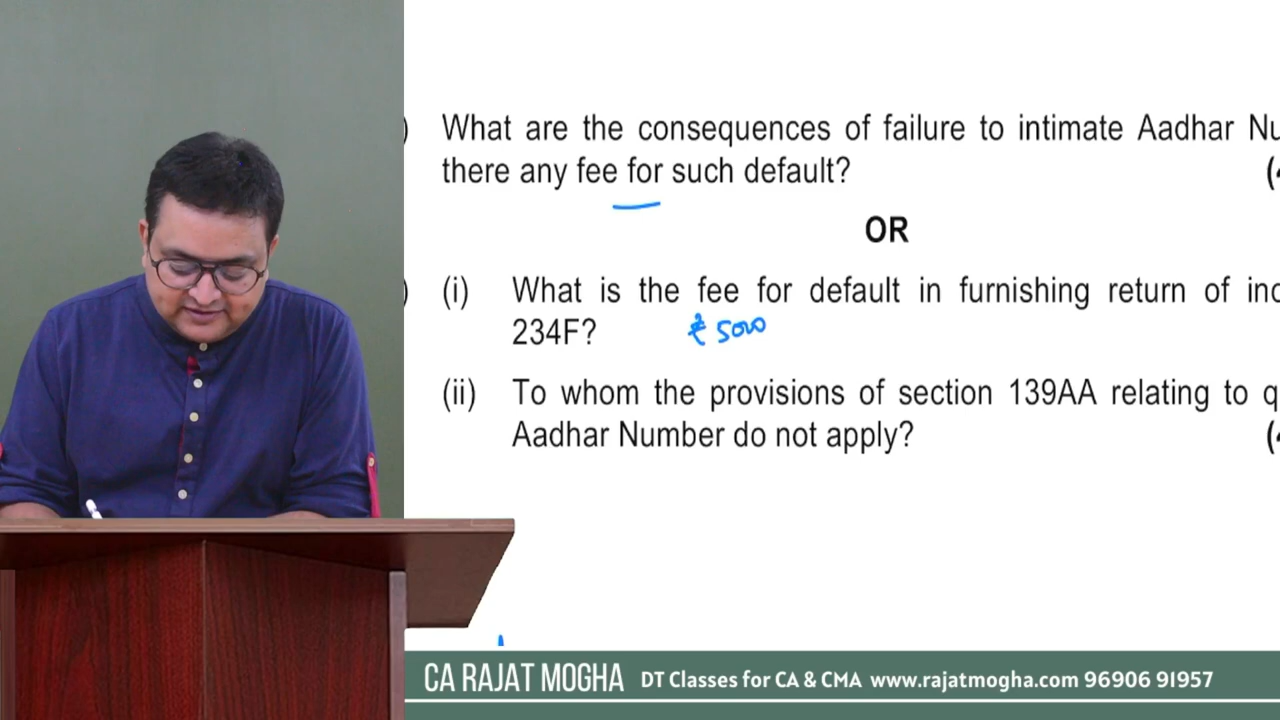 ) What are the consequences of failure to intimate Aadhar Nu
there any fee for such default? (4
OR
) (i) What is the fee for default in furnishing return of inc
234F? ₹ 5000
(ii) To whom the provisions of section 139AA relating to q
Aadhar Number do not apply? (4
CA RAJAT MOGHA DT Classes for CA & CMA www.rajatmogha.com 96906 91957